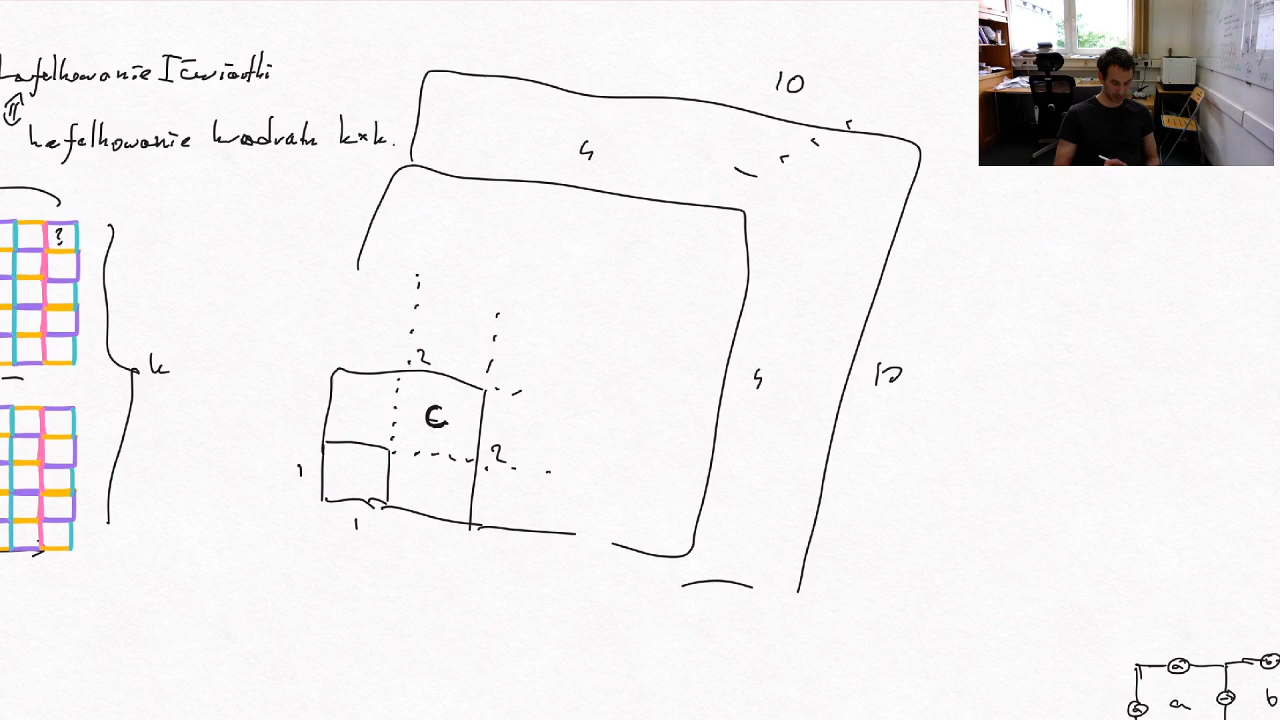 kafelkowanie I ćwiartki
kafelkowanie kwadratu k×k.
10
5
?
2
k
5
10
C
2
1
1
a
a
b
a
b